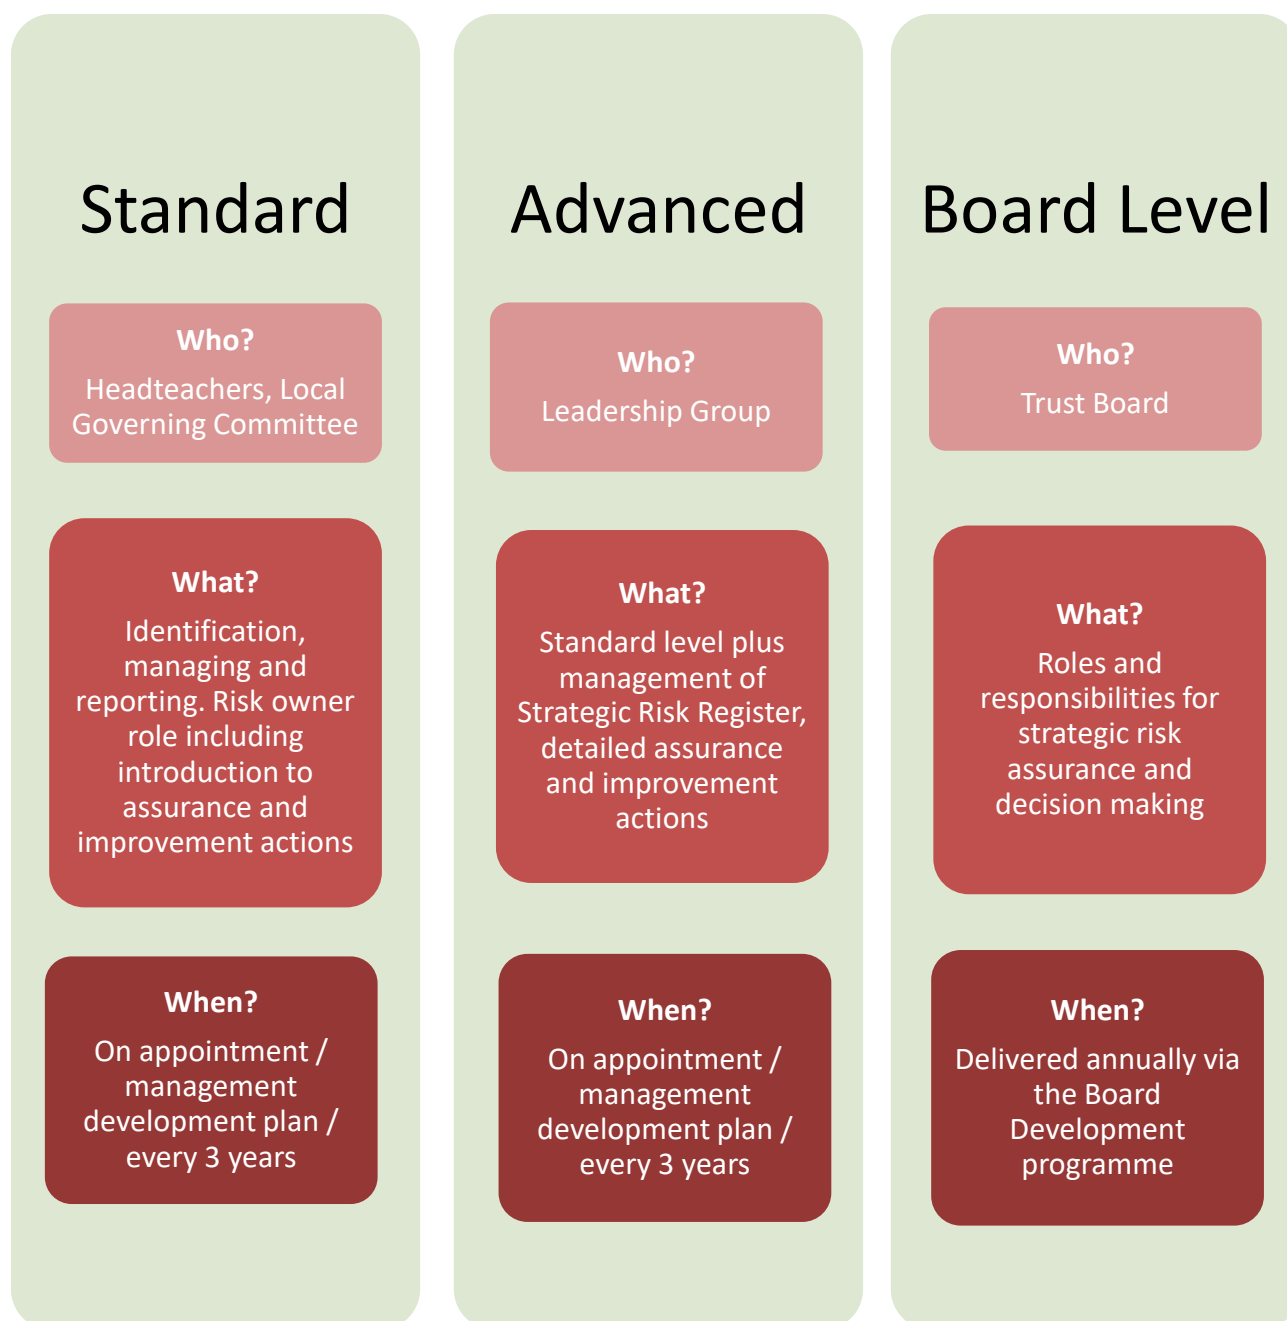 Standard
Who?
Headteachers, Local
Governing Committee
What?
Identification,
managing and
reporting. Risk owner
role including
introduction to
assurance and
improvement actions
When?
On appointment /
management
development plan /
every 3 years
Advanced
Who?
Leadership Group
What?
Standard level plus
management of
Strategic Risk Register,
detailed assurance
and improvement
actions
When?
On appointment /
management
development plan /
every 3 years
Board Level
Who?
Trust Board
What?
Roles and
responsibilities for
strategic risk
assurance and
decision making
When?
Delivered annually via
the Board
Development
programme